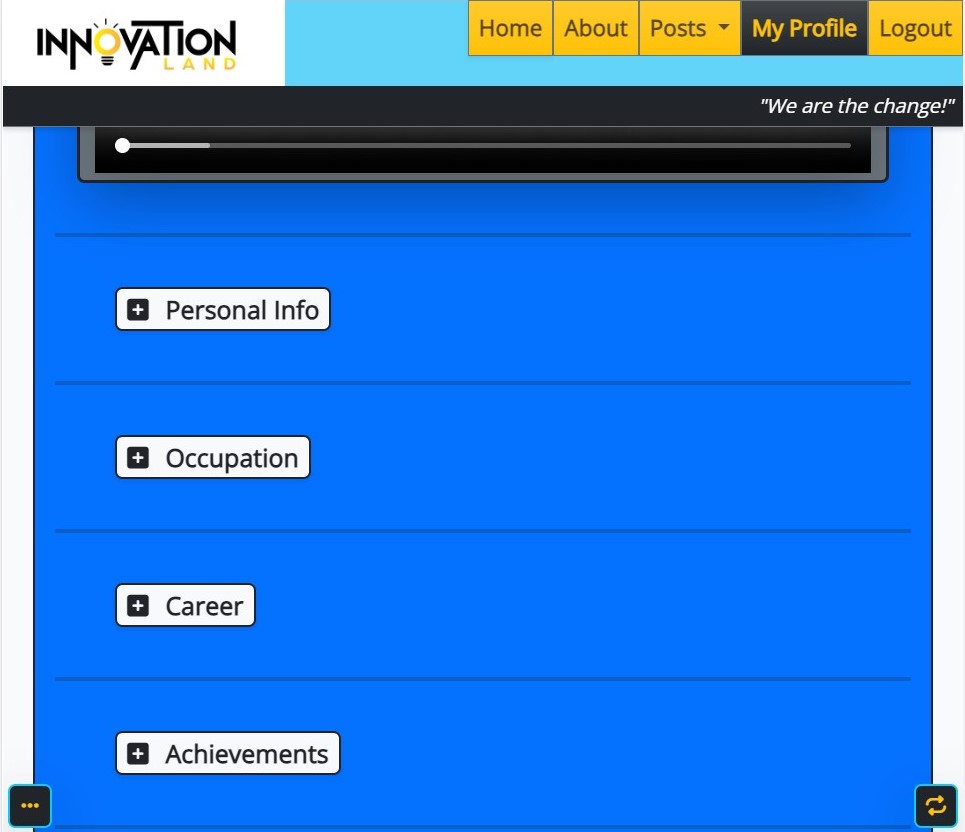 INNOVATION
LAND
Home About Posts My Profile Logout
"We are the change!"
Personal Info
Occupation
Career
Achievements